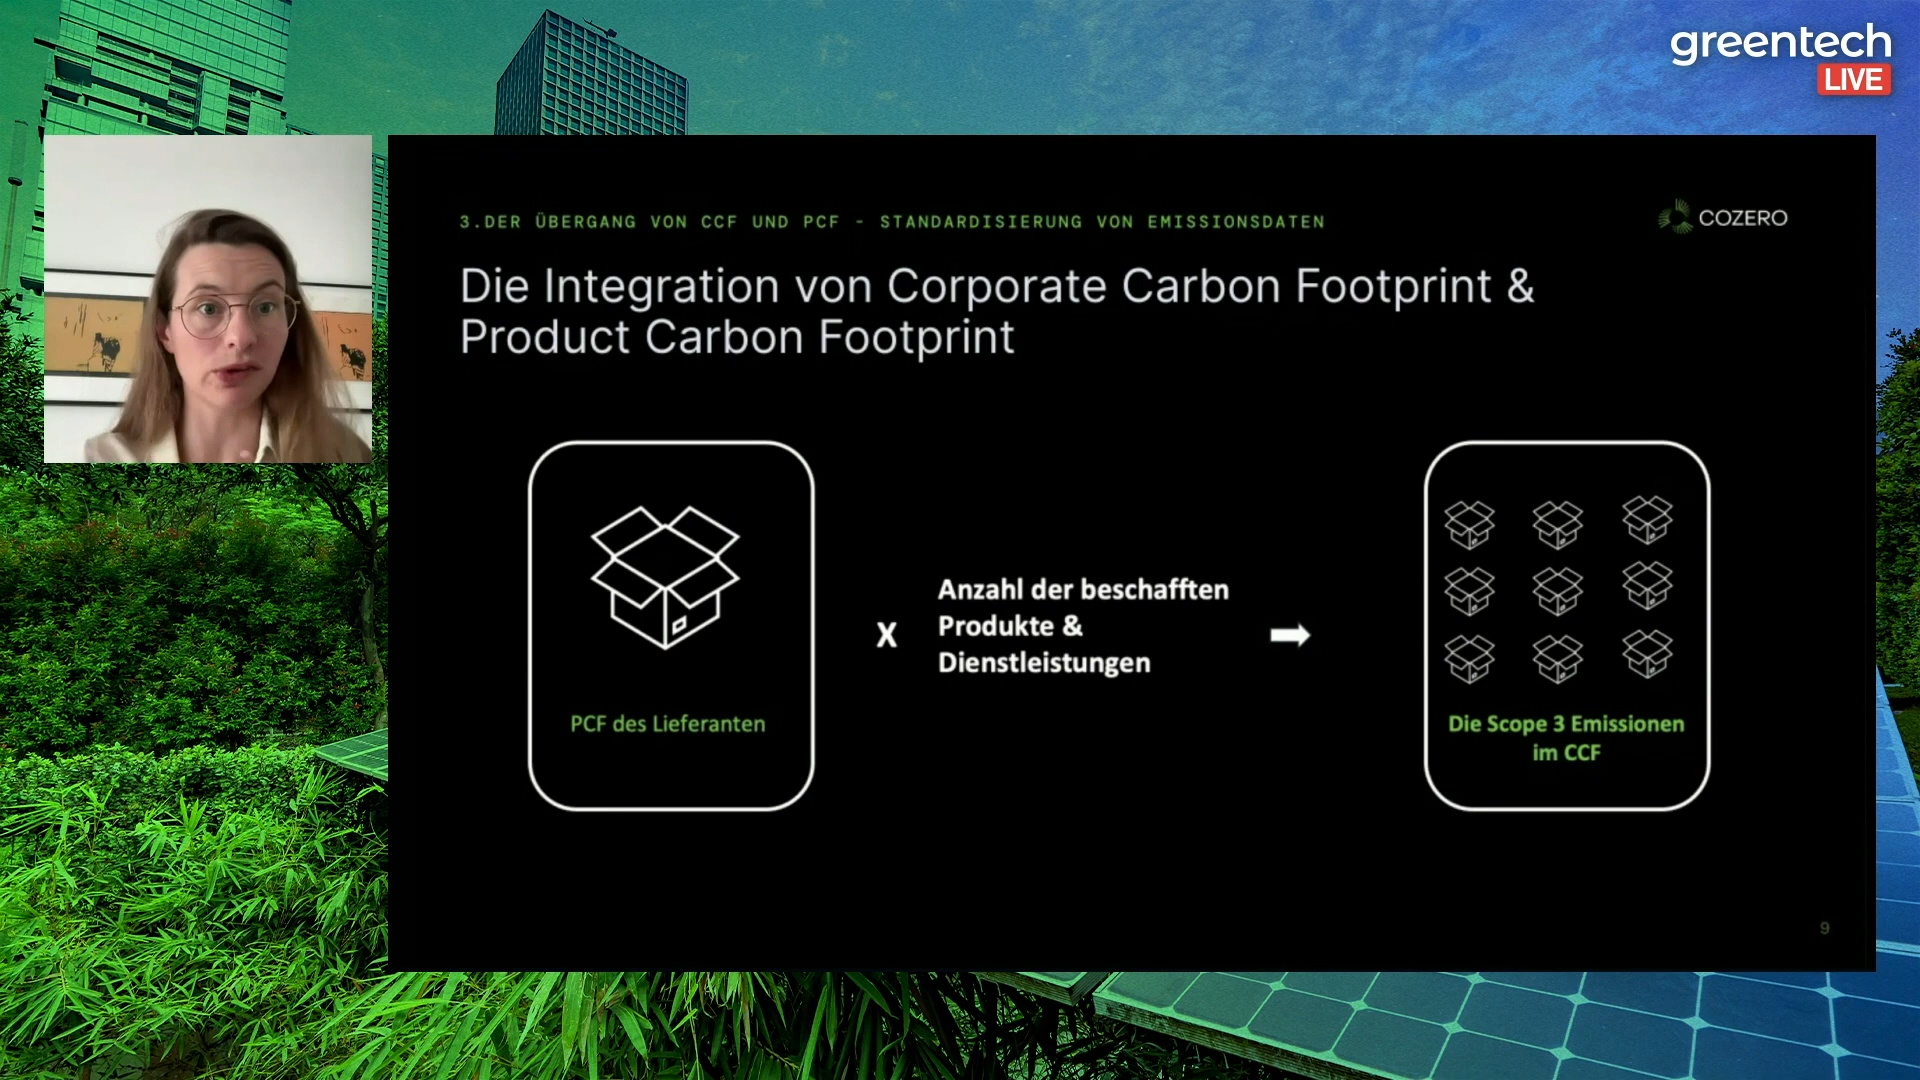 greentech
LIVE
3.DER ÜBERGANG VON CCF UND PCF - STANDARDISIERUNG VON EMISSIONSDATEN
COZERO
Die Integration von Corporate Carbon Footprint &
Product Carbon Footprint
PCF des Lieferanten
X
Anzahl der beschafften
Produkte &
Dienstleistungen
Die Scope 3 Emissionen
im CCF
9